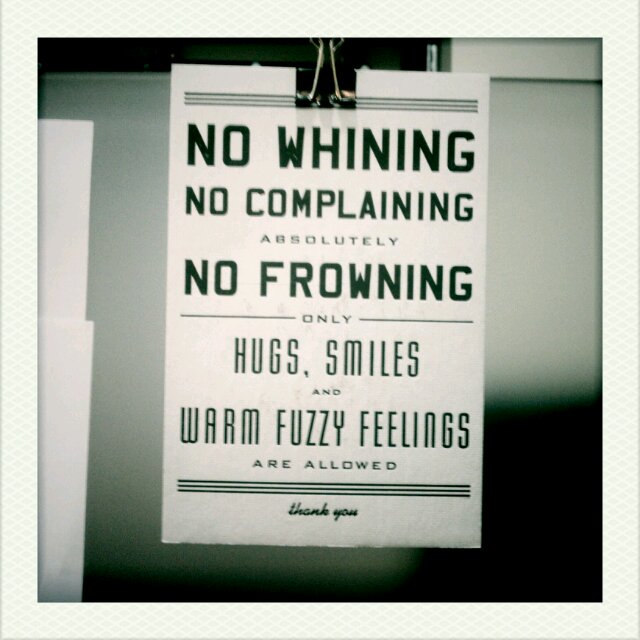 NO WHINING
NO COMPLAINING
ABSOLUTELY
NO FROWNING
ONLY
HUGS, SMILES
AND
WARM FUZZY FEELINGS
ARE ALLOWED
thank you